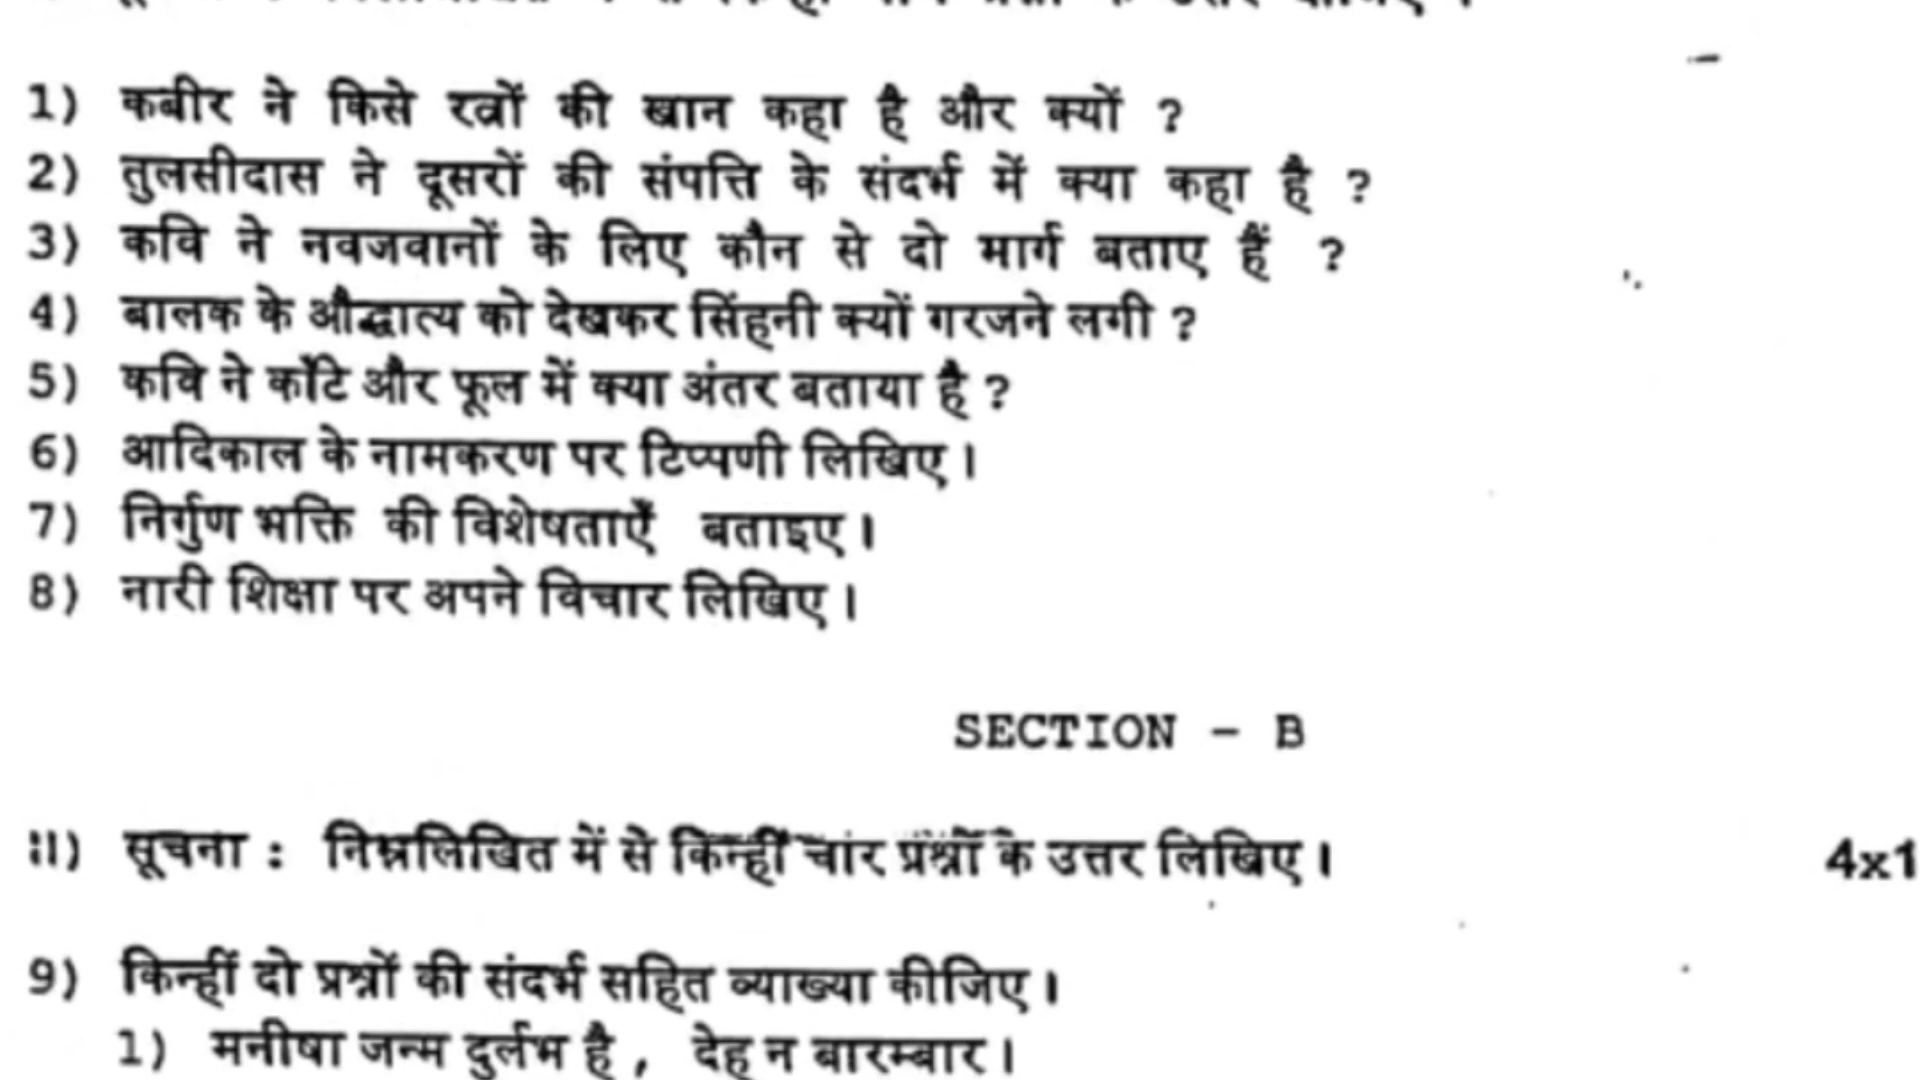 1) कबीर ने किसे रत्नों की खान कहा है और क्यों ?
2) तुलसीदास ने दूसरों की संपत्ति के संदर्भ में क्या कहा है ?
3) कवि ने नवजवानों के लिए कौन से दो मार्ग बताए हैं ?
4) बालक के औद्धात्य को देखकर सिंहनी क्यों गरजने लगी ?
5) कवि ने काँटे और फूल में क्या अंतर बताया है ?
6) आदिकाल के नामकरण पर टिप्पणी लिखिए।
7) निर्गुण भक्ति की विशेषताएँ बताइए।
8) नारी शिक्षा पर अपने विचार लिखिए।
SECTION - B
II) सूचना : निम्नलिखित में से किन्हीं चार प्रश्नों के उत्तर लिखिए। 4x1
9) किन्हीं दो प्रश्नों की संदर्भ सहित व्याख्या कीजिए।
1) मनीषा जन्म दुर्लभ है, देह न बारम्बार।